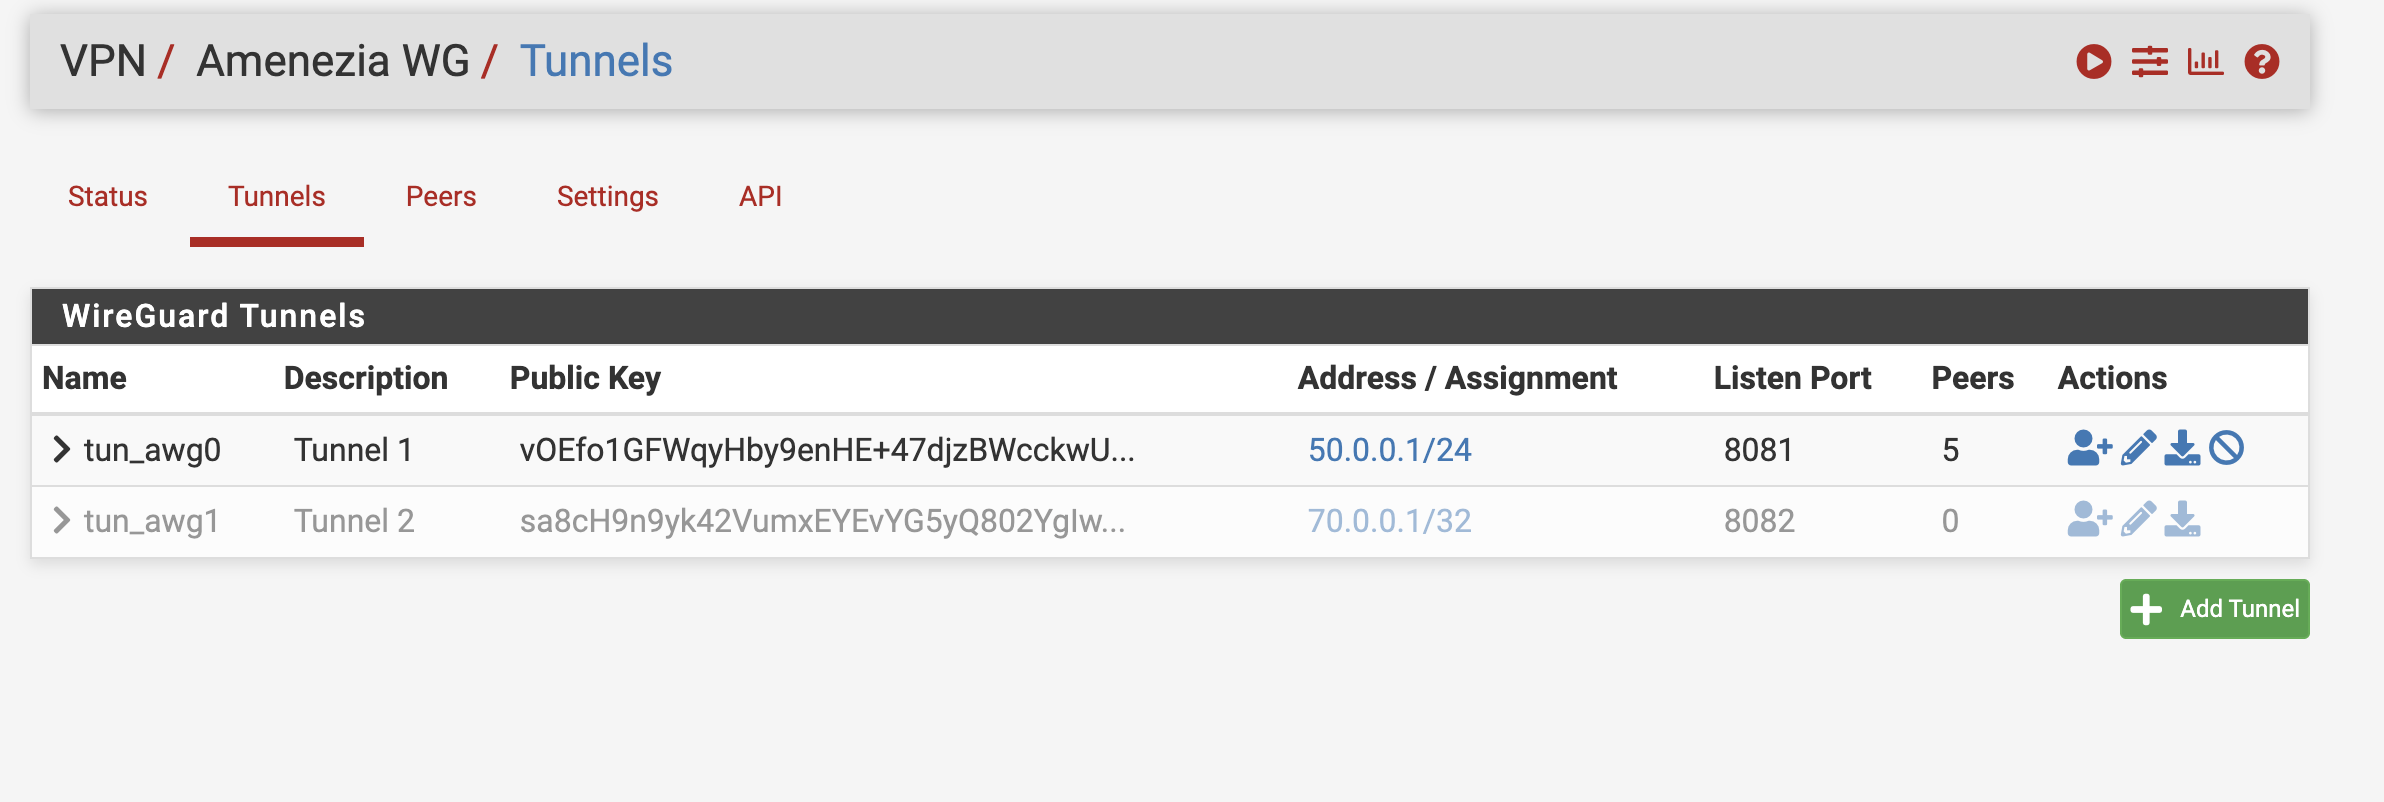 VPN / Amenezia WG / Tunnels
Status Tunnels Peers Settings API
WireGuard Tunnels
Name Description Public Key Address / Assignment Listen Port Peers Actions
tun_awg0 Tunnel 1 vOEfo1GFWqyHby9enHE+47djzBWcckwU... 50.0.0.1/24 8081 5
tun_awg1 Tunnel 2 sa8cH9n9yk42VumxEYEvYG5yQ802YgIw... 70.0.0.1/32 8082 0
Add Tunnel